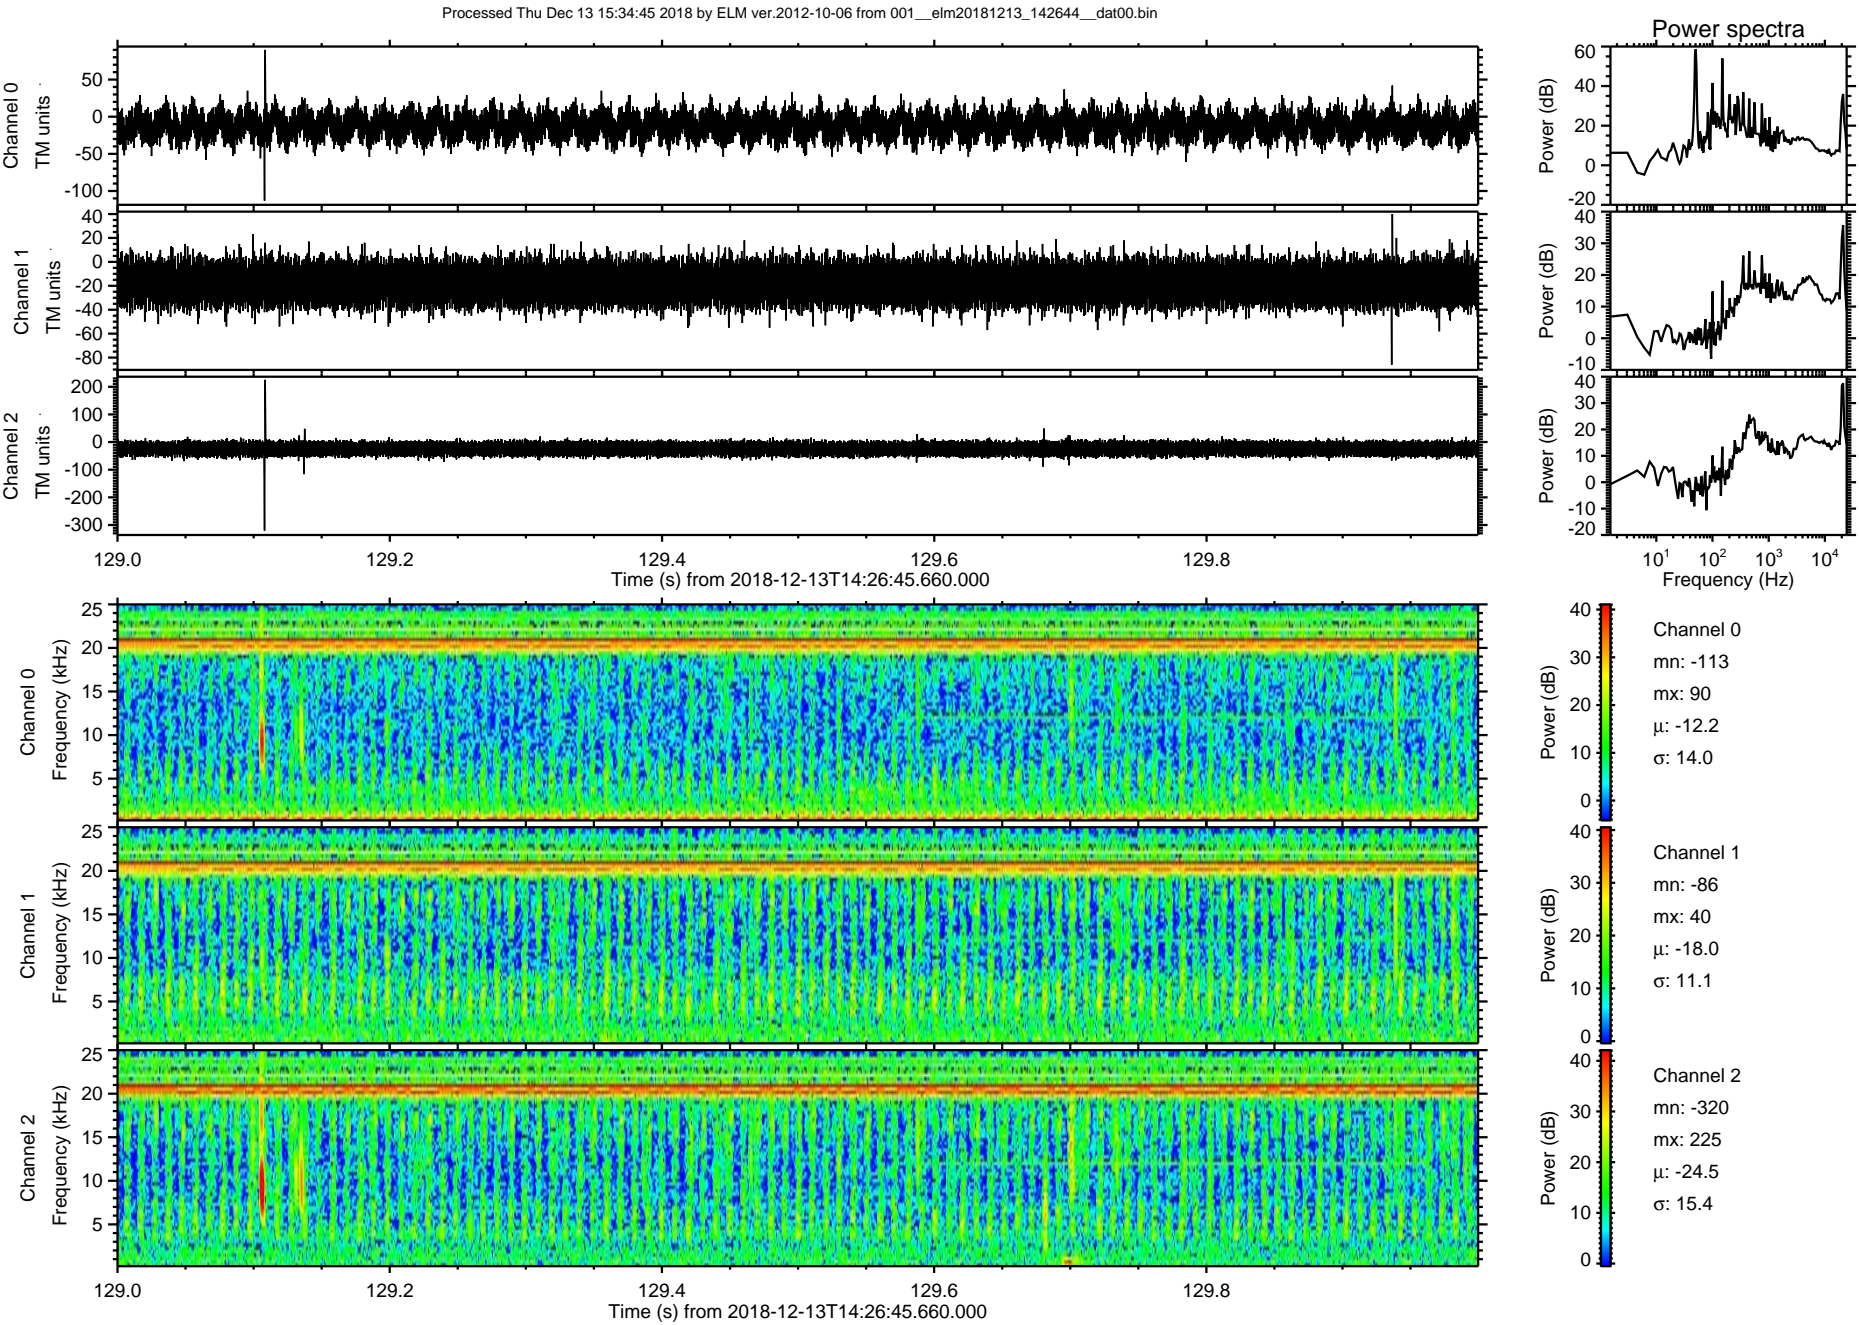 Processed Thu Dec 13 15:34:45 2018 by ELM ver.2012-10-06 from 001__elm20181213_142644__dat00.bin
Power spectra
Channel 0
TM units
50
0
-50
-100
Power (dB)
60
40
20
0
-20
Channel 1
TM units
40
20
0
-20
-40
-60
-80
Power (dB)
40
30
20
10
0
-10
Channel 2
TM units
200
100
0
-100
-200
-300
Power (dB)
40
30
20
10
0
-10
-20
129.0 129.2 129.4 129.6 129.8
Time (s) from 2018-12-13T14:26:45.660.000
10¹ 10² 10³ 10⁴
Frequency (Hz)
Channel 0
Frequency (kHz)
25
20
15
10
5
Power (dB)
40
30
20
10
0
Channel 0
mn: -113
mx: 90
μ: -12.2
σ: 14.0
Channel 1
Frequency (kHz)
25
20
15
10
5
Power (dB)
40
30
20
10
0
Channel 1
mn: -86
mx: 40
μ: -18.0
σ: 11.1
Channel 2
Frequency (kHz)
25
20
15
10
5
Power (dB)
40
30
20
10
0
Channel 2
mn: -320
mx: 225
μ: -24.5
σ: 15.4
129.0 129.2 129.4 129.6 129.8
Time (s) from 2018-12-13T14:26:45.660.000